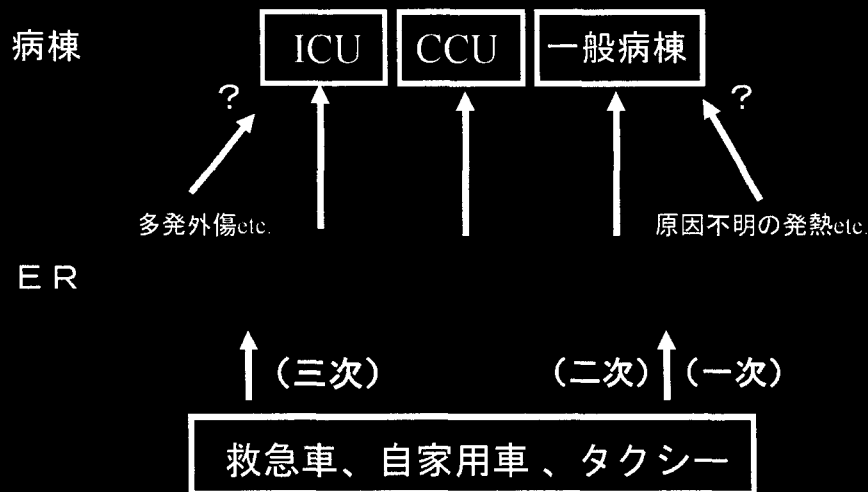 病棟
ICU CCU 一般病棟
? ?
多発外傷etc. 原因不明の発熱etc.
ER
(三次) (二次) (一次)
救急車、自家用車、タクシー